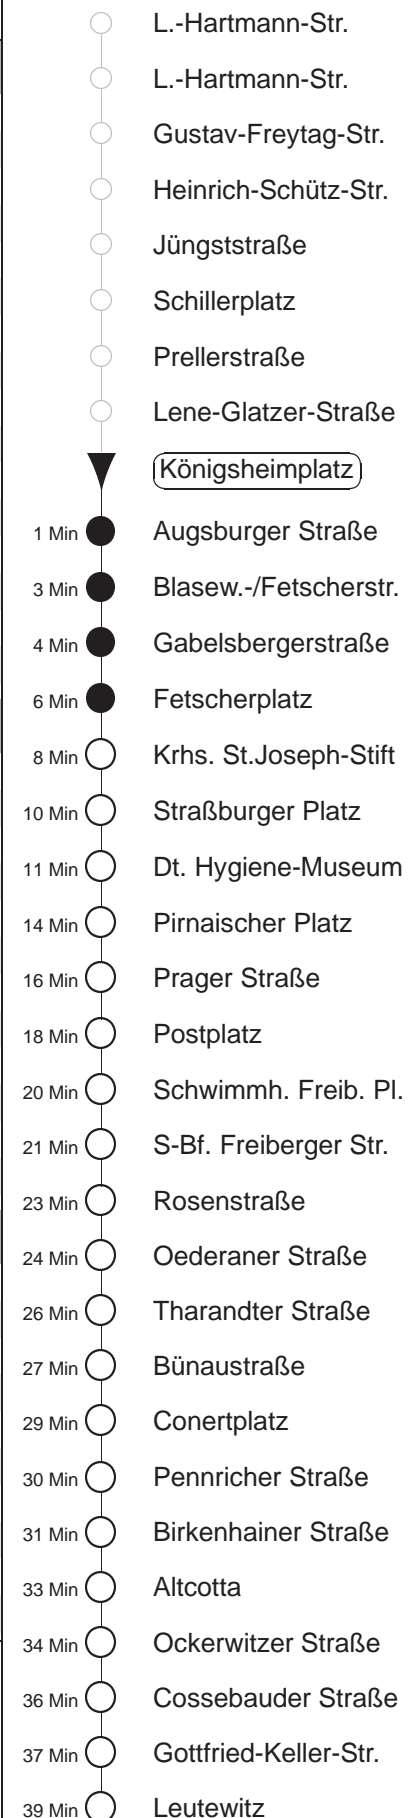 L.-Hartmann-Str.
L.-Hartmann-Str.
Gustav-Freytag-Str.
Heinrich-Schütz-Str.
Jüngststraße
Schillerplatz
Prellerstraße
Lene-Glatzer-Straße
Königsheimplatz
1 Min Augsburger Straße
3 Min Blasew.-/Fetscherstr.
4 Min Gabelsbergerstraße
6 Min Fetscherplatz
8 Min Krhs. St.Joseph-Stift
10 Min Straßburger Platz
11 Min Dt. Hygiene-Museum
14 Min Pirnaischer Platz
16 Min Prager Straße
18 Min Postplatz
20 Min Schwimmh. Freib. Pl.
21 Min S-Bf. Freiberger Str.
23 Min Rosenstraße
24 Min Oederaner Straße
26 Min Tharandter Straße
27 Min Bünaustraße
29 Min Conertplatz
30 Min Pennricher Straße
31 Min Birkenhainer Straße
33 Min Altcotta
34 Min Ockerwitzer Straße
36 Min Cossebauder Straße
37 Min Gottfried-Keller-Str.
39 Min Leutewitz